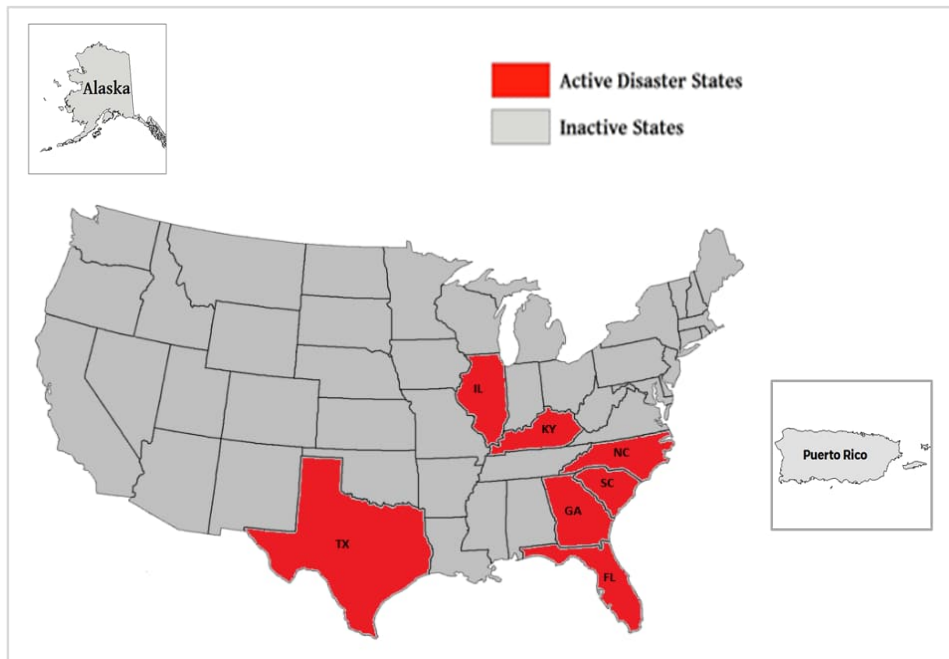 Alaska
Active Disaster States
Inactive States
IL
KY
NC
SC
GA
TX
FL
Puerto Rico